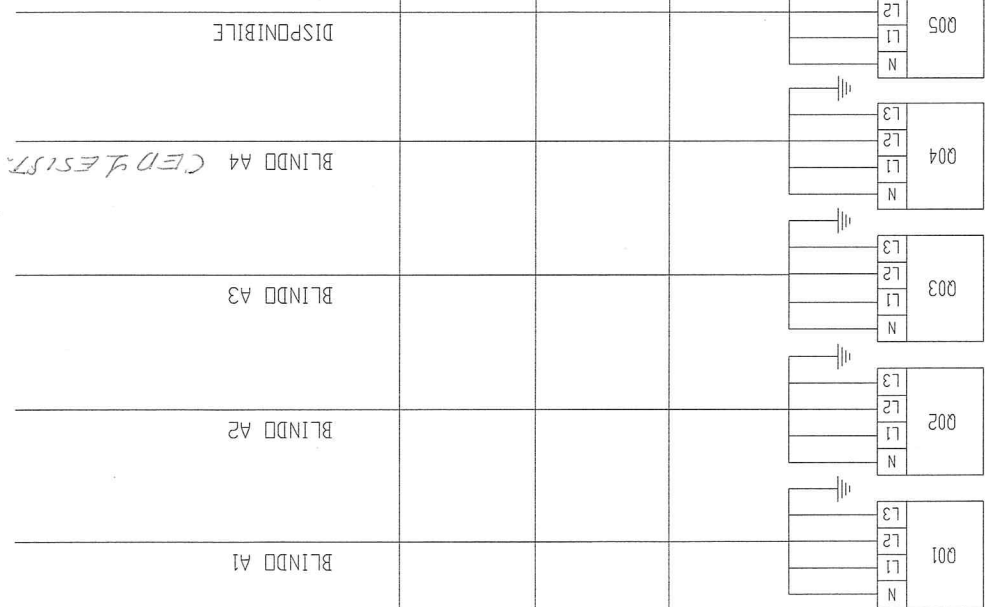 N
Q01 L1
L2 BLINDO A1
L3
N
Q02 L1
L2 BLINDO A2
L3
N
Q03 L1
L2 BLINDO A3
L3
N
Q04 L1
L2 BLINDO A4 CED 1 ESIST.
L3
N
Q05 L1
L2 DISPONIBILE